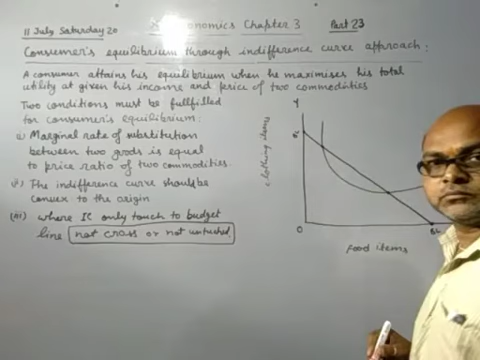 11 July Saturday 20
Economics Chapter 3
Part 23
Consumer's equilibrium through indifference curve approach:
A consumer attains his equilibrium when he maximises his total
utility at given his income and price of two commodities
Two conditions must be fullfilled
for consumer's equilibrium:
i) Marginal rate of substitution
between two gods is equal
to price ratio of two commodities.
ii) The indifference curve should be
convex to the origin
(iii) where IC only touch to budget
line not cross or not untuched
Y
BL
clothing items
O
BL
Food items